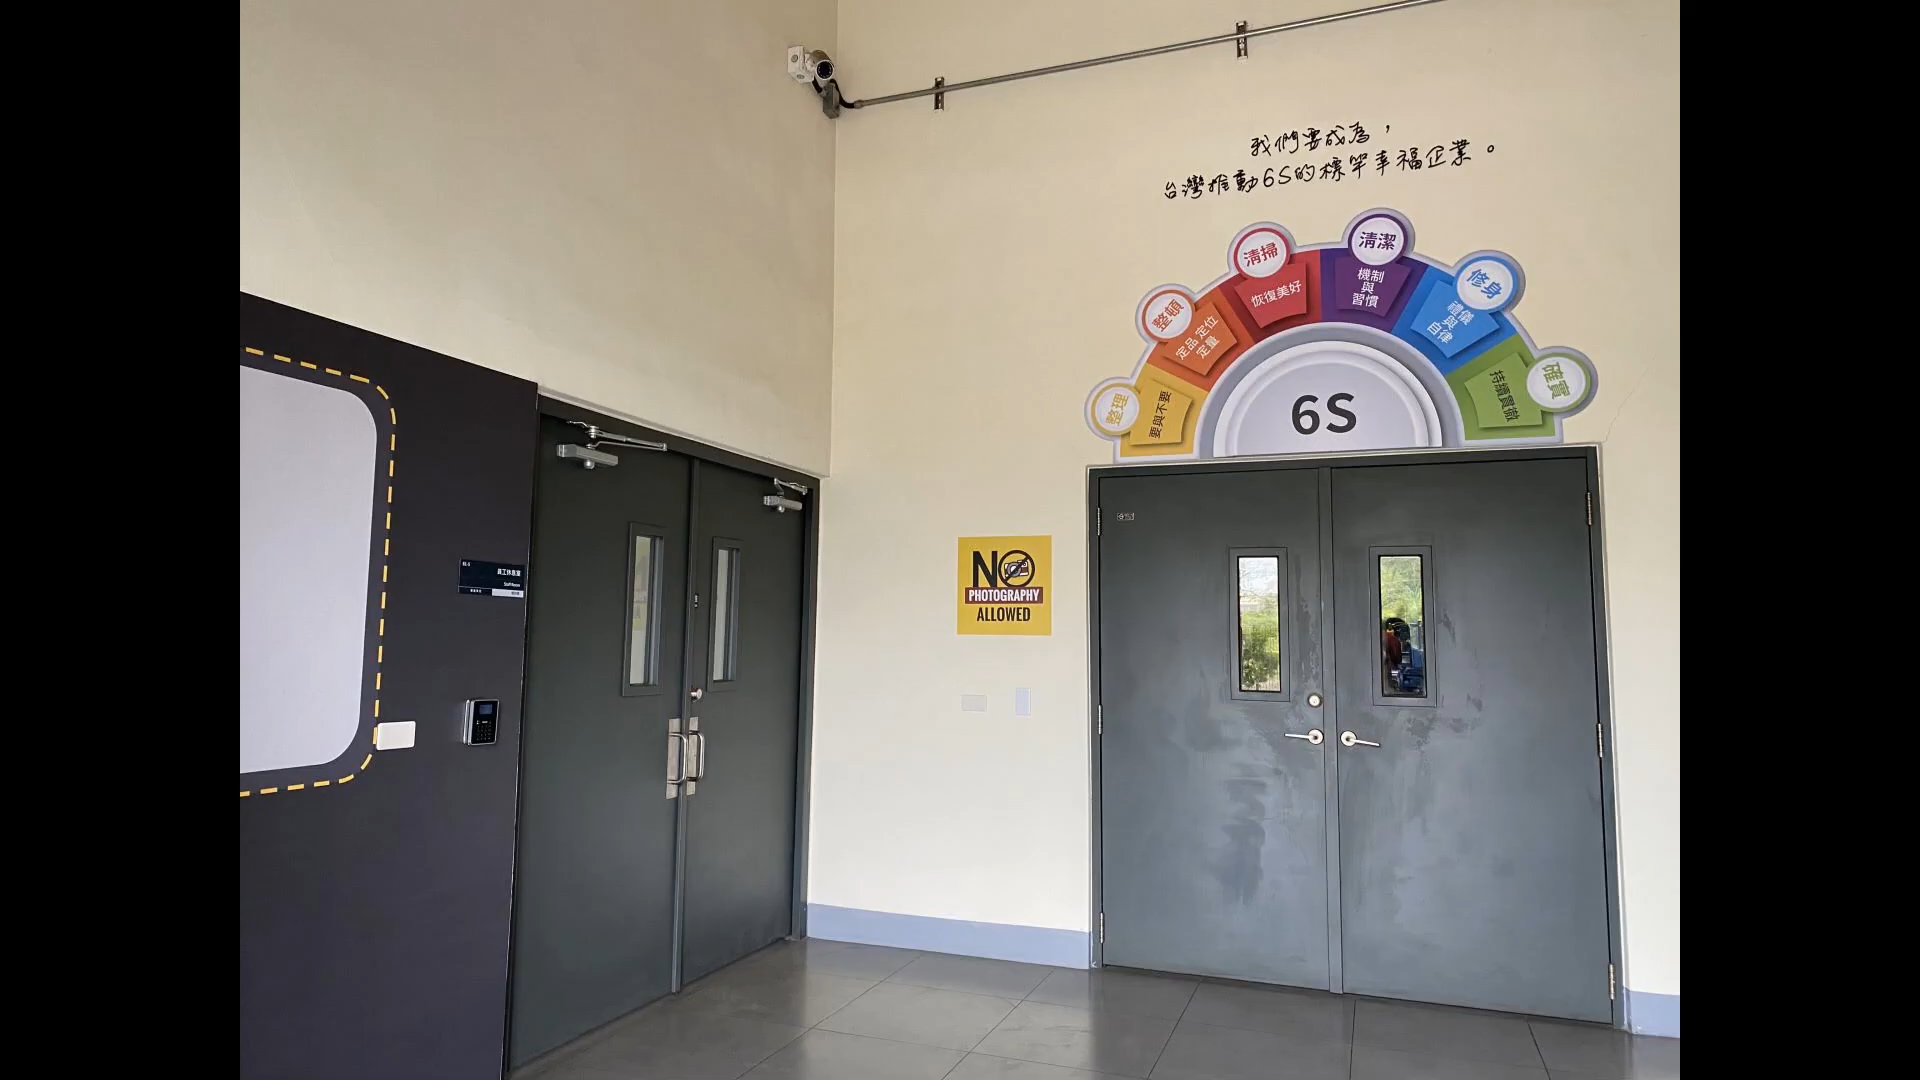 我們要成為，
台灣推動6S的標竿幸福企業。
整理
要與不要
整頓
定品 定位
定量
清掃
恢復美好
清潔
機制
與
習慣
修身
禮儀
與
自律
確實
持續貫徹
6S
NO
PHOTOGRAPHY
ALLOWED
員工休息室
Staff Room